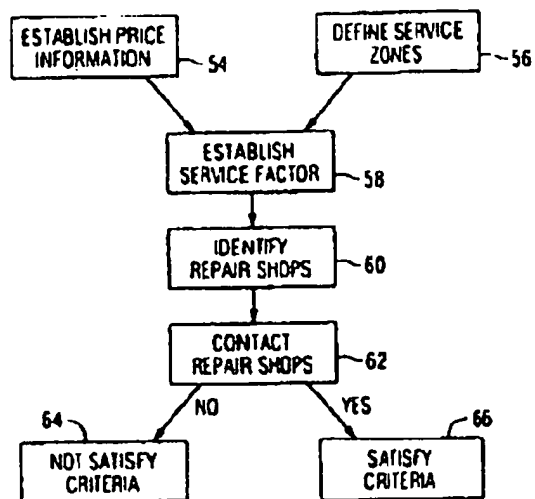 ESTABLISH PRICE
INFORMATION
54
DEFINE SERVICE
ZONES
56
ESTABLISH
SERVICE FACTOR
58
IDENTIFY
REPAIR SHOPS
60
CONTACT
REPAIR SHOPS
62
NO
YES
64
NOT SATISFY
CRITERIA
66
SATISFY
CRITERIA